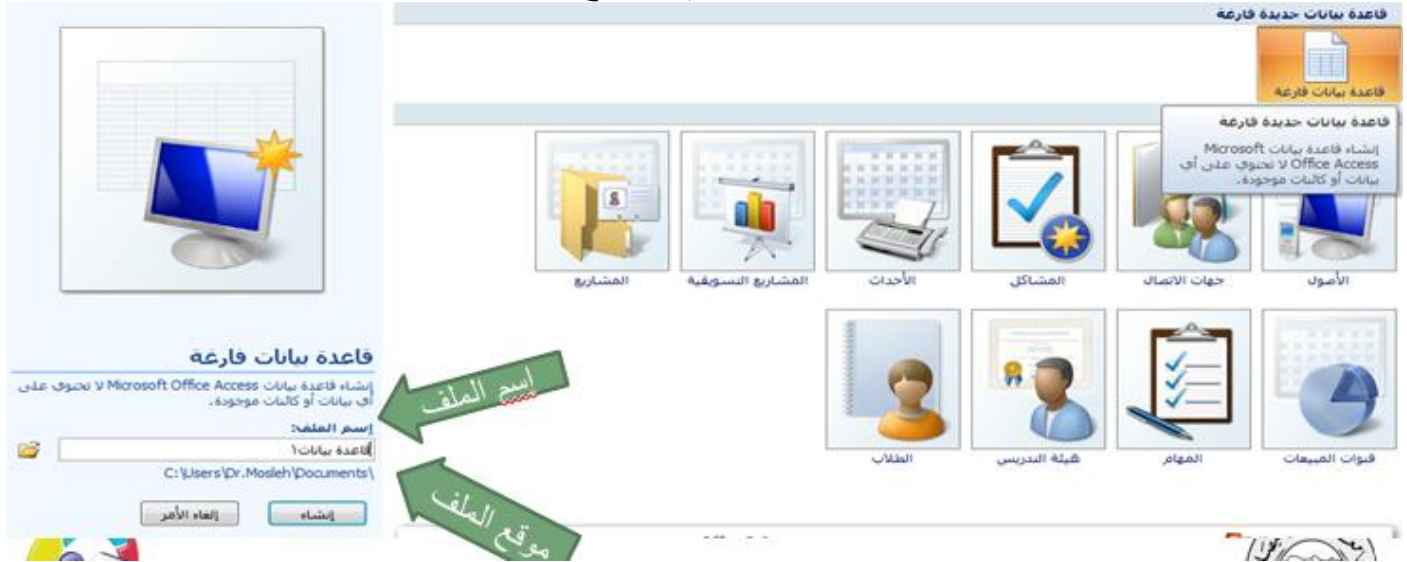 قاعدة بيانات جديدة فارغة
قاعدة بيانات فارغة
قاعدة بيانات جديدة فارغة
إنشاء قاعدة بيانات Microsoft
Office Access لا تحتوي على أي
بيانات أو كائنات موجودة.
الأصول
جهات الاتصال
المشاكل
الأحداث
المشاريع التسويقية
المشاريع
قنوات المبيعات
المهام
هيئة التدريس
الطلاب
قاعدة بيانات فارغة
إنشاء قاعدة بيانات Microsoft Office Access لا تحتوي على
أي بيانات أو كائنات موجودة.
إسم الملف:
قاعدة بيانات١
C:\Users\Dr.Mosleh\Documents\
إنشاء
إلغاء الأمر
إسم الملف
موقع الملف